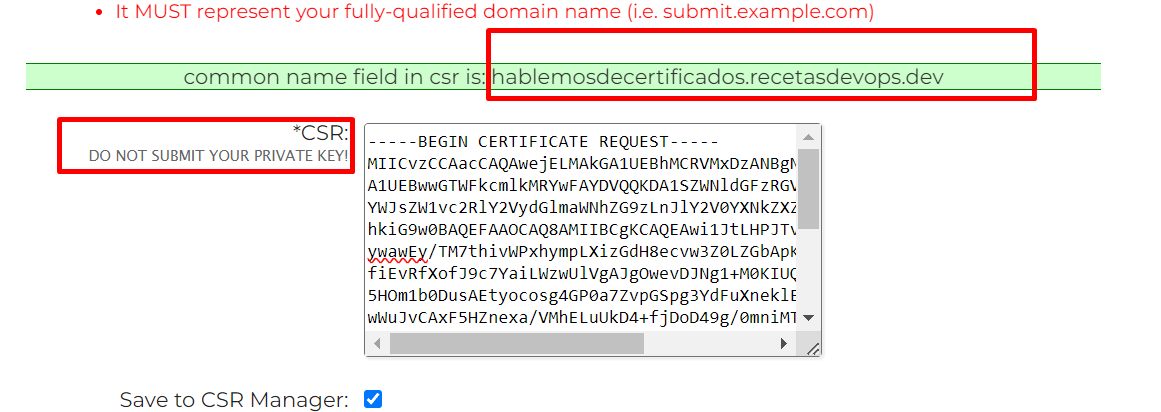 It MUST represent your fully-qualified domain name (i.e. submit.example.com)
common name field in csr is: hablemosdecertificados.recetasdevops.dev
*CSR:
DO NOT SUBMIT YOUR PRIVATE KEY!
-----BEGIN CERTIFICATE REQUEST-----
MIICvzCCAacCAQAwejELMAkGA1UEBhMCRVMxDzANBgN
A1UEBwwGTWFkcmlkMRYwFAYDVQQKDA1SZWNldGFzRGV
YWJsZW1vc2RlY2VydGlmaWNhZG9zLnJlY2V0YXNkZXZ
hkiG9w0BAQEFAAOCAQ8AMIIBCgKCAQEAwi1JtLHPJTv
ywawEy/TM7thivWPxhympLXizGdH8ecvw3Z0LZGbApK
fiEvRfXofJ9c7YaiLWzwUlVgAJgOwevDJNg1+M0KIUQ
5HOm1b0DusAEtyocosg4GP0a7ZvpGSpg3YdFuXneklE
wWuJvCAxF5HZnexa/VMhELuUkD4+fjDoD49g/0mniMT
Save to CSR Manager: